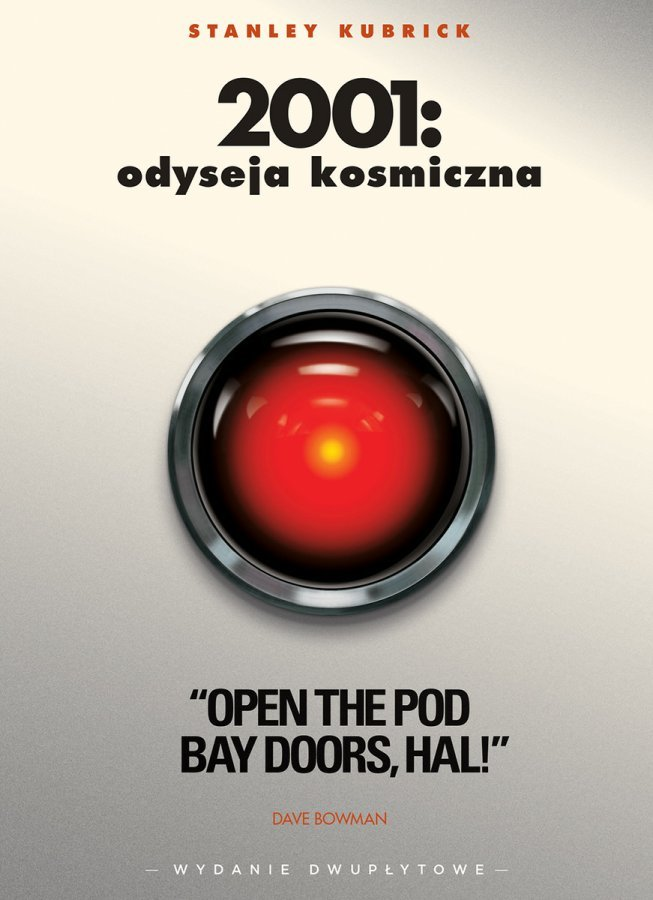 STANLEY KUBRICK
2001:
odyseja kosmiczna
“OPEN THE POD
BAY DOORS, HAL!”
DAVE BOWMAN
— WYDANIE DWUPŁYTOWE —